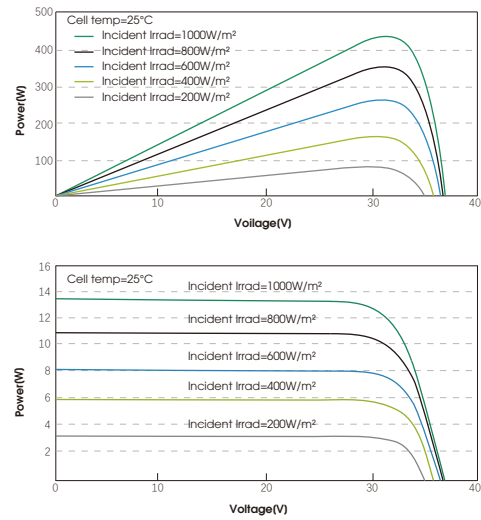 Cell temp=25°C
Incident Irrad=1000W/m²
Incident Irrad=800W/m²
Incident Irrad=600W/m²
Incident Irrad=400W/m²
Incident Irrad=200W/m²
Power(W)
500
400
300
200
100
0
10
20
30
40
Voilage(V)
Cell temp=25°C
Incident Irrad=1000W/m²
Incident Irrad=800W/m²
Incident Irrad=600W/m²
Incident Irrad=400W/m²
Incident Irrad=200W/m²
Power(W)
16
14
12
10
8
6
4
2
0
10
20
30
40
Voltage(V)